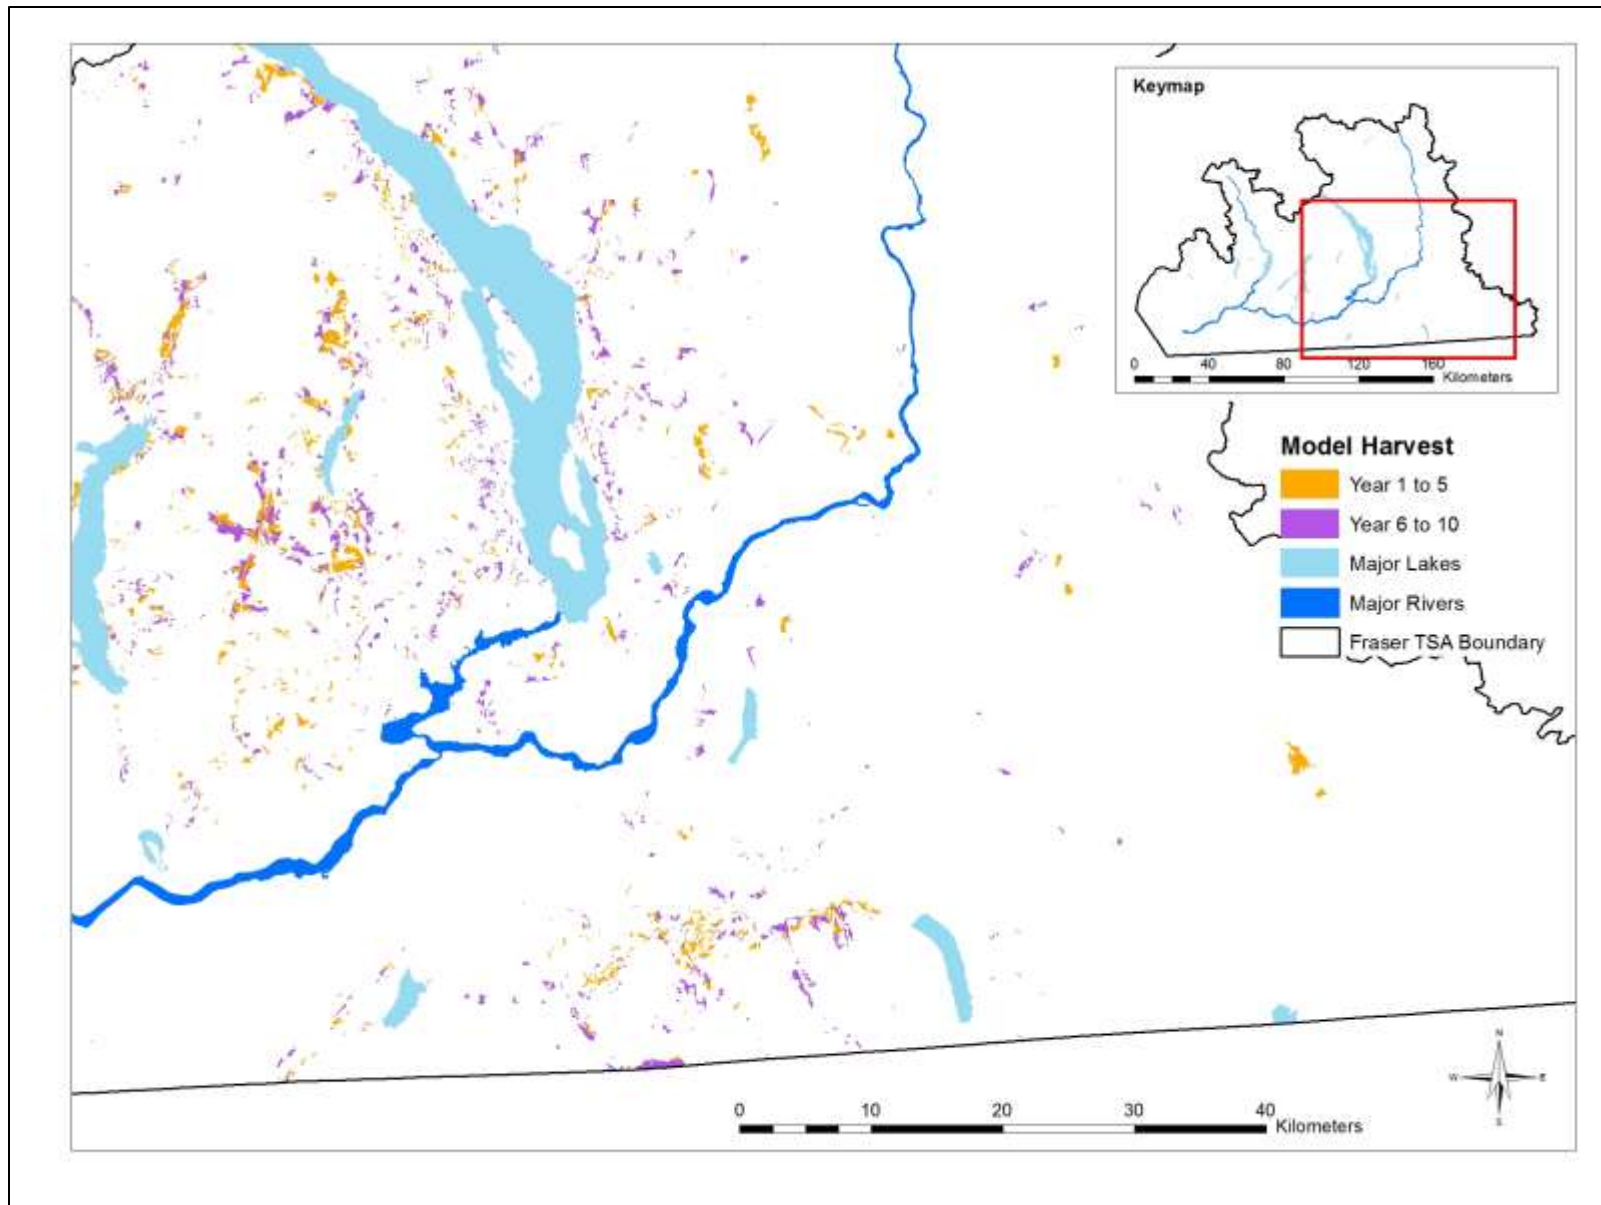 Keymap
0 40 80 120 160
Kilometers
Model Harvest
Year 1 to 5
Year 6 to 10
Major Lakes
Major Rivers
Fraser TSA Boundary
N
W E
S
0 10 20 30 40
Kilometers